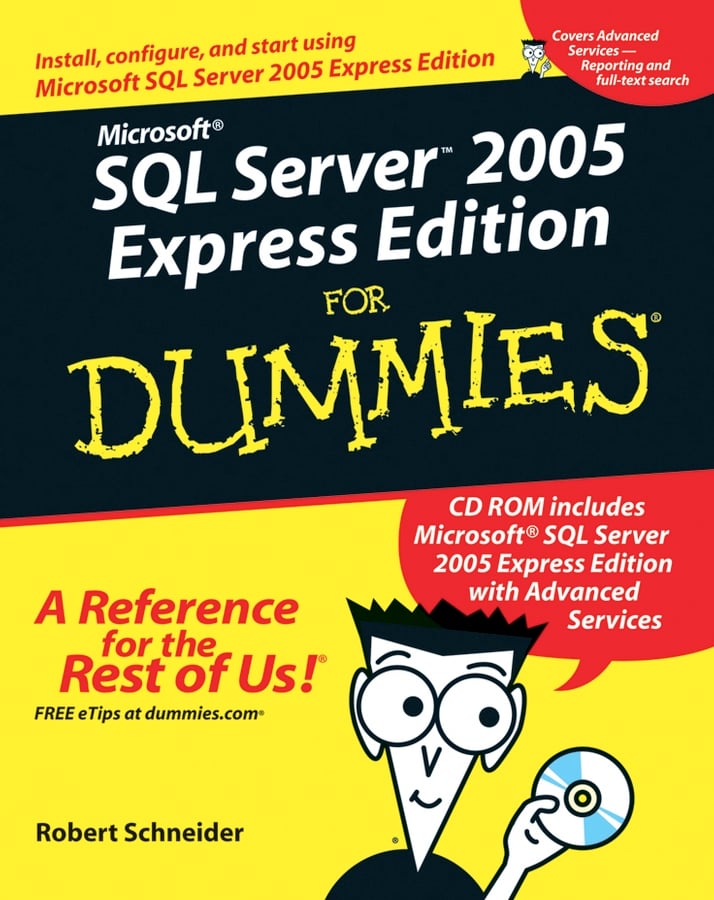 Install, configure, and start using
Microsoft SQL Server 2005 Express Edition
Covers Advanced
Services —
Reporting and
full-text search
Microsoft®
SQL Server™ 2005
Express Edition
FOR
DUMMIES®
CD ROM includes
Microsoft® SQL Server
2005 Express Edition
with Advanced
Services
A Reference
for the
Rest of Us!®
FREE eTips at dummies.com®
Robert Schneider
®